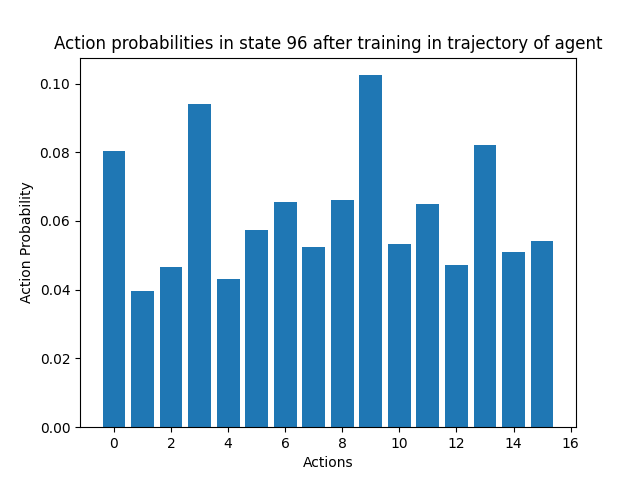 Action probabilities in state 96 after training in trajectory of agent
0.10
0.08
0.06
0.04
0.02
0.00
Action Probability
0 2 4 6 8 10 12 14 16
Actions